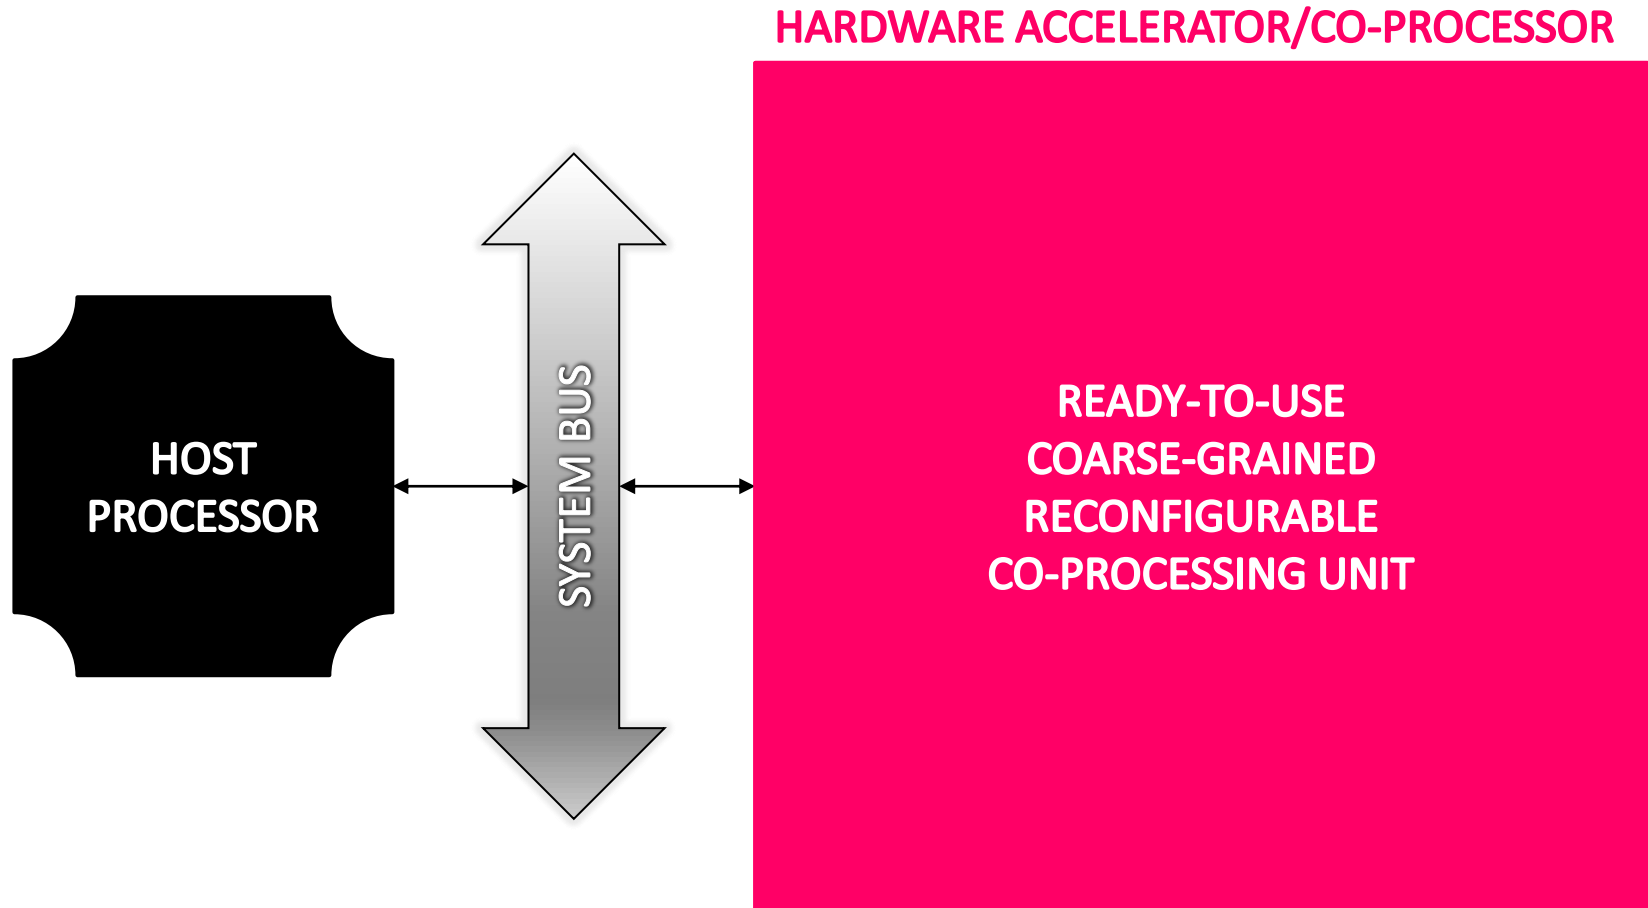 HARDWARE ACCELERATOR/CO-PROCESSOR
HOST
PROCESSOR
SYSTEM BUS
READY-TO-USE
COARSE-GRAINED
RECONFIGURABLE
CO-PROCESSING UNIT